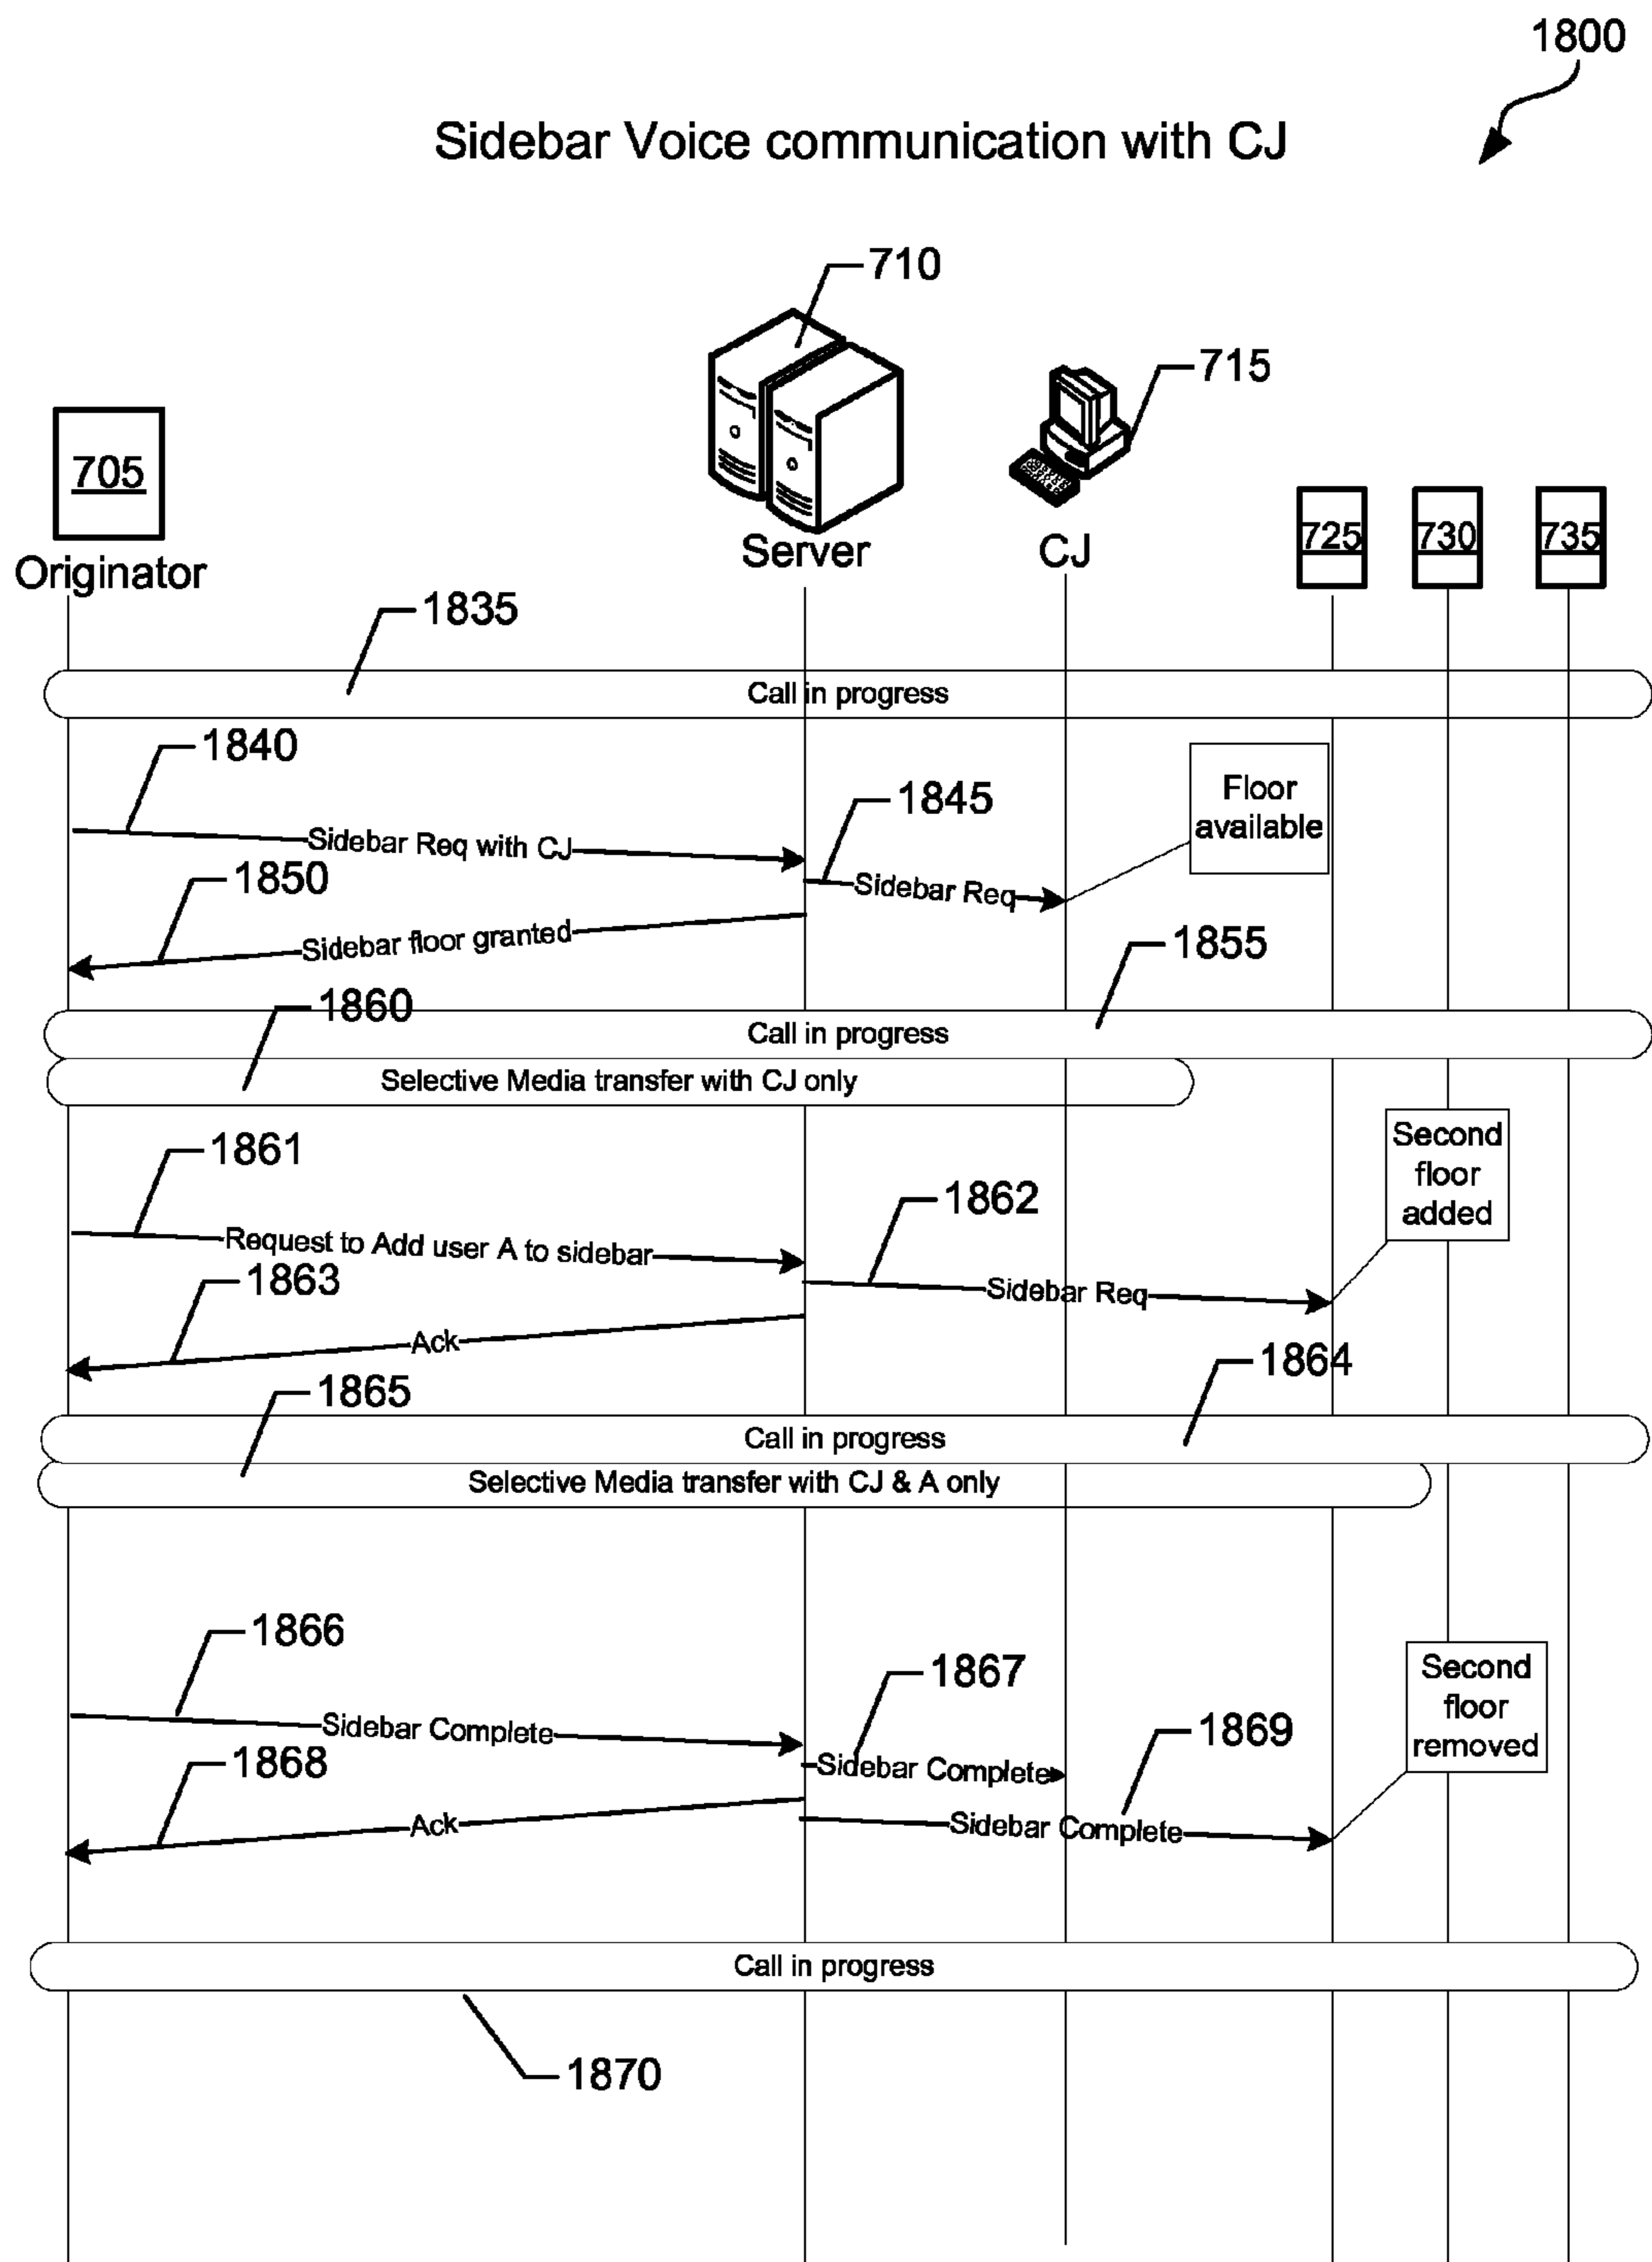 1800
Sidebar Voice communication with CJ
710
715
705
Originator
Server
CJ
725
730
735
1835
Call in progress
1840
1845
Floor
available
Sidebar Req with CJ
1850
Sidebar Req
Sidebar floor granted
1855
1860
Call in progress
Selective Media transfer with CJ only
1861
Second
floor
added
1862
Request to Add user A to sidebar
1863
Sidebar Req
Ack
1864
1865
Call in progress
Selective Media transfer with CJ & A only
1866
1867
Second
floor
removed
Sidebar Complete
1869
1868
Sidebar Complete
Ack
Sidebar Complete
Call in progress
1870